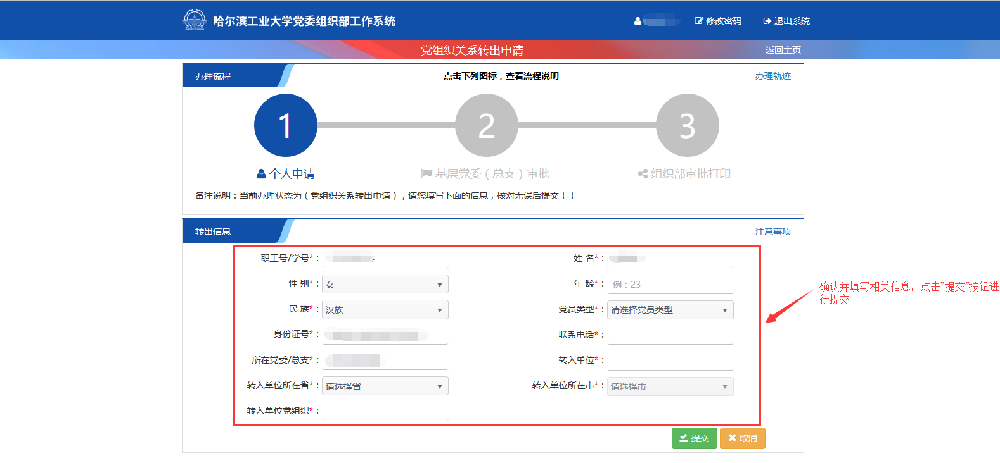 哈尔滨工业大学党委组织部工作系统
修改密码
退出系统
党组织关系转出申请
返回主页
办理流程
点击下列图标，查看流程说明
办理轨迹
1
2
3
个人申请
基层党委（总支）审批
组织部审批打印
备注说明：当前办理状态为（党组织关系转出申请），请您填写下面的信息，核对无误后提交！！
转出信息
注意事项
职工号/学号*：
姓 名*：
性 别*： 女
年 龄*： 例：23
民 族*： 汉族
党员类型*： 请选择党员类型
身份证号*：
联系电话*：
所在党委/总支*：
转入单位*：
转入单位所在省*： 请选择省
转入单位所在市*： 请选择市
转入单位党组织*：
提交
取消
确认并填写相关信息，点击“提交”按钮进
行提交